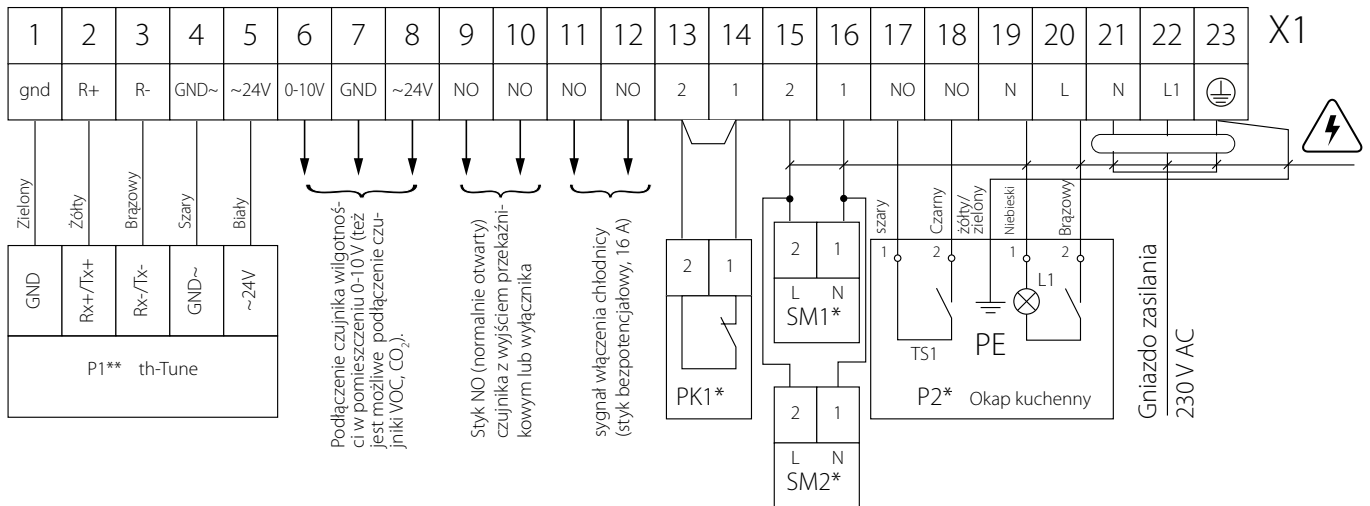 1 2 3 4 5 6 7 8 9 10 11 12 13 14 15 16 17 18 19 20 21 22 23 X1
gnd R+ R- GND~ ~24V 0-10V GND ~24V NO NO NO NO 2 1 2 1 NO NO N L N L1
Zielony
Żółty
Brązowy
Szary
Biały
GND
Rx+/Tx+
Rx-/Tx-
GND~
~24V
P1** th-Tune
Podłączenie czujnika wilgotnoś-
ci w pomieszczeniu 0-10 V (też
jest możliwe podłączenie czu-
jniki VOC, CO2).
Styk NO (normalnie otwarty)
czujnika z wyjściem przekaźni-
kowym lub wyłącznika
sygnał włączenia chłodnicy
(styk bezpotencjałowy, 16 A)
2 1
PK1*
2 1
L N
SM1*
2 1
L N
SM2*
szary
Czarny
żółty/
zielony
Niebieski
Brązowy
1 2 1 2
L1
TS1
PE
P2* Okap kuchenny
Gniazdo zasilania
230 V AC